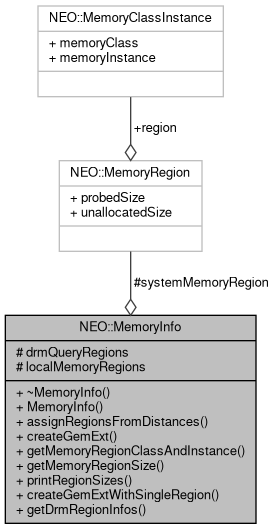 NEO::MemoryClassInstance
+ memoryClass
+ memoryInstance
+region
NEO::MemoryRegion
+ probedSize
+ unallocatedSize
#systemMemoryRegion
NEO::MemoryInfo
# drmQueryRegions
# localMemoryRegions
+ ~MemoryInfo()
+ MemoryInfo()
+ assignRegionsFromDistances()
+ createGemExt()
+ getMemoryRegionClassAndInstance()
+ getMemoryRegionSize()
+ printRegionSizes()
+ createGemExtWithSingleRegion()
+ getDrmRegionInfos()